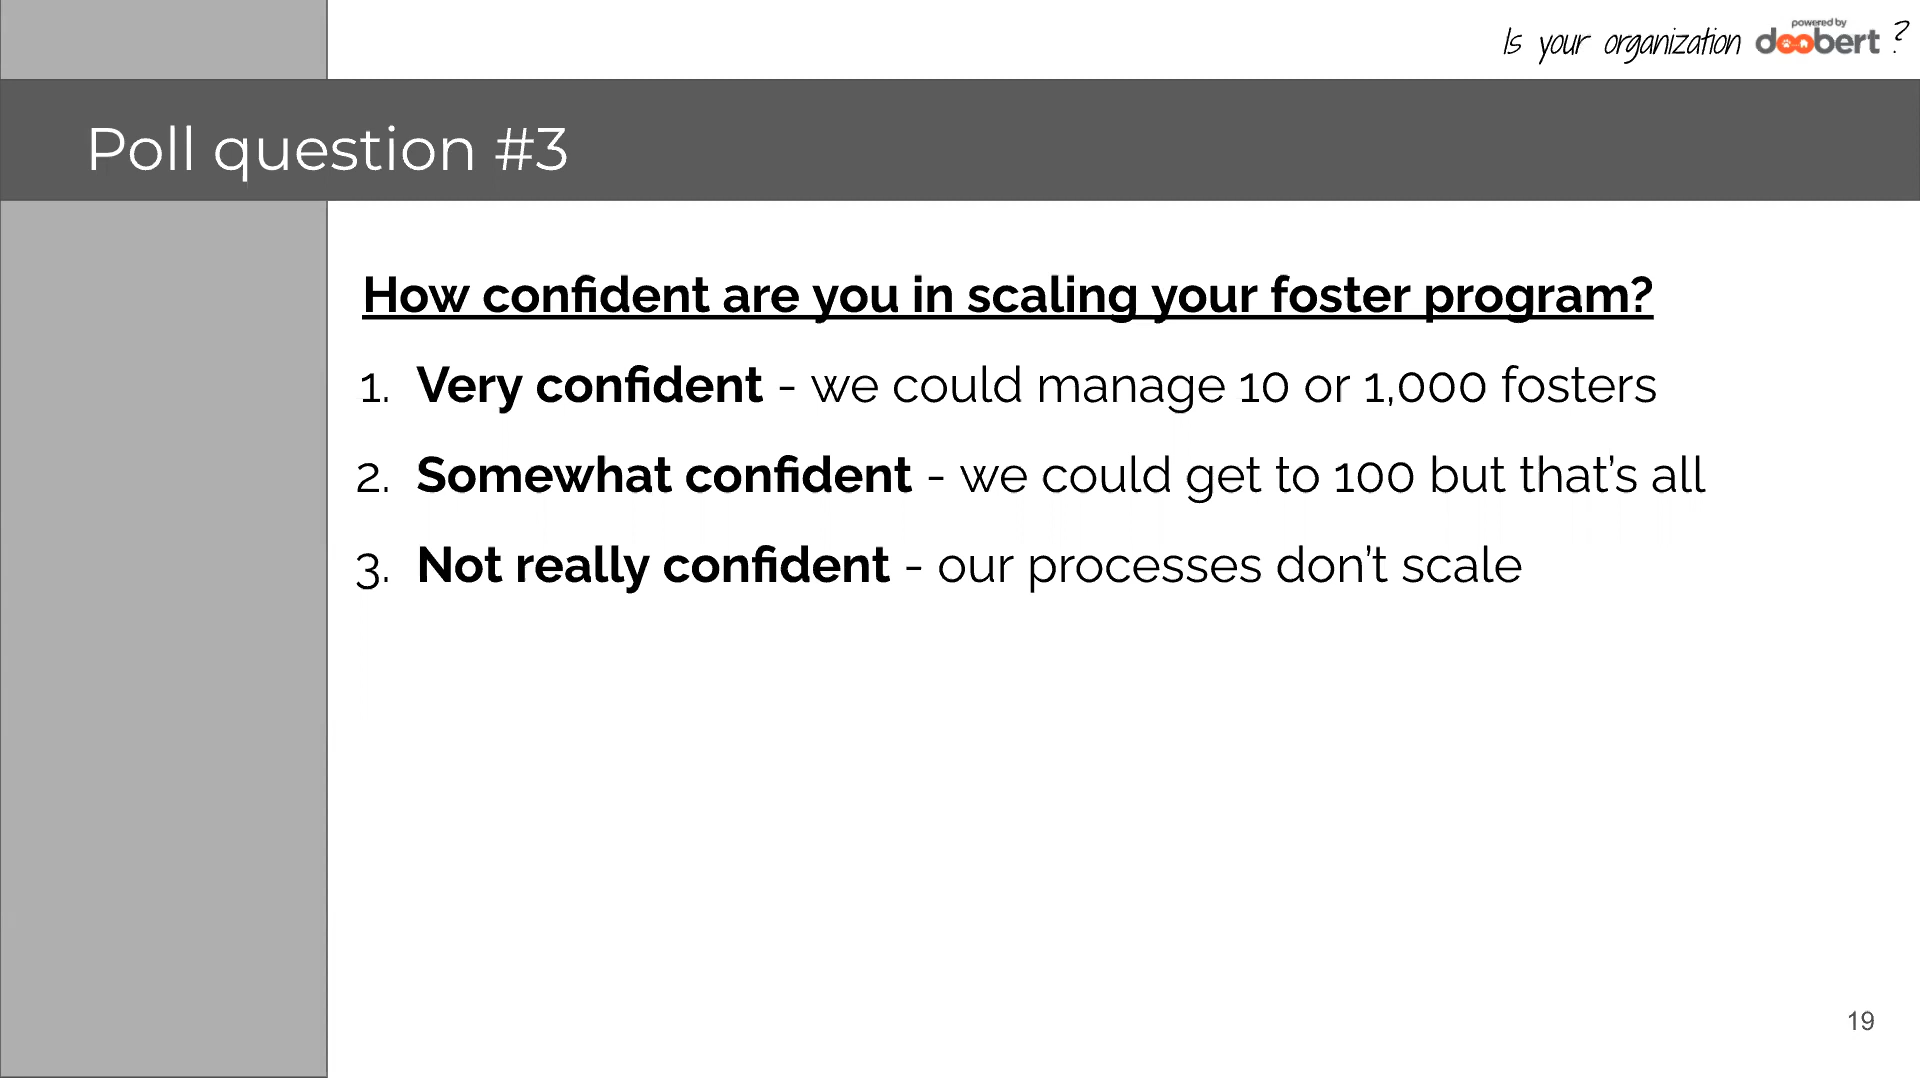 powered by
Is your organization doobert ?
Poll question #3
How confident are you in scaling your foster program?
1. Very confident - we could manage 10 or 1,000 fosters
2. Somewhat confident - we could get to 100 but that’s all
3. Not really confident - our processes don’t scale
19